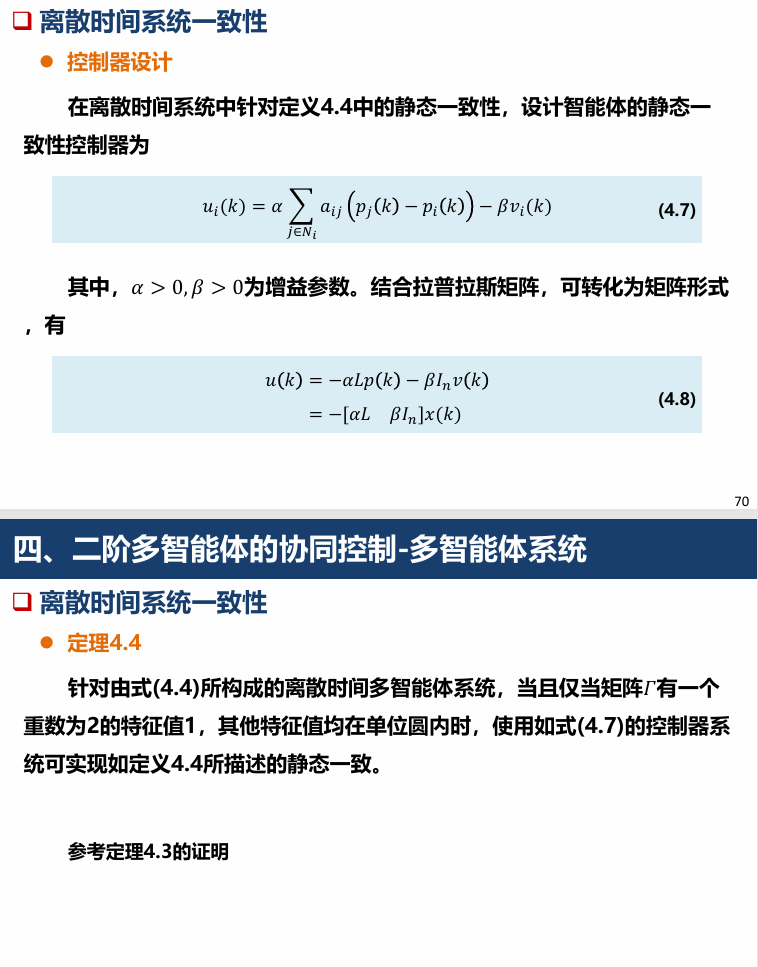 离散时间系统一致性
控制器设计
在离散时间系统中针对定义4.4中的静态一致性，设计智能体的静态一
致性控制器为
u_i(k) = α ∑_{j∈N_i} a_{ij} (p_j(k) − p_i(k)) − βv_i(k) (4.7)
其中，α > 0, β > 0为增益参数。结合拉普拉斯矩阵，可转化为矩阵形式
，有
u(k) = −αLp(k) − βI_n v(k)
= −[αL βI_n]x(k) (4.8)
70
四、二阶多智能体的协同控制-多智能体系统
离散时间系统一致性
定理4.4
针对由式(4.4)所构成的离散时间多智能体系统，当且仅当矩阵Γ有一个
重数为2的特征值1，其他特征值均在单位圆内时，使用如式(4.7)的控制器系
统可实现如定义4.4所描述的静态一致。
参考定理4.3的证明